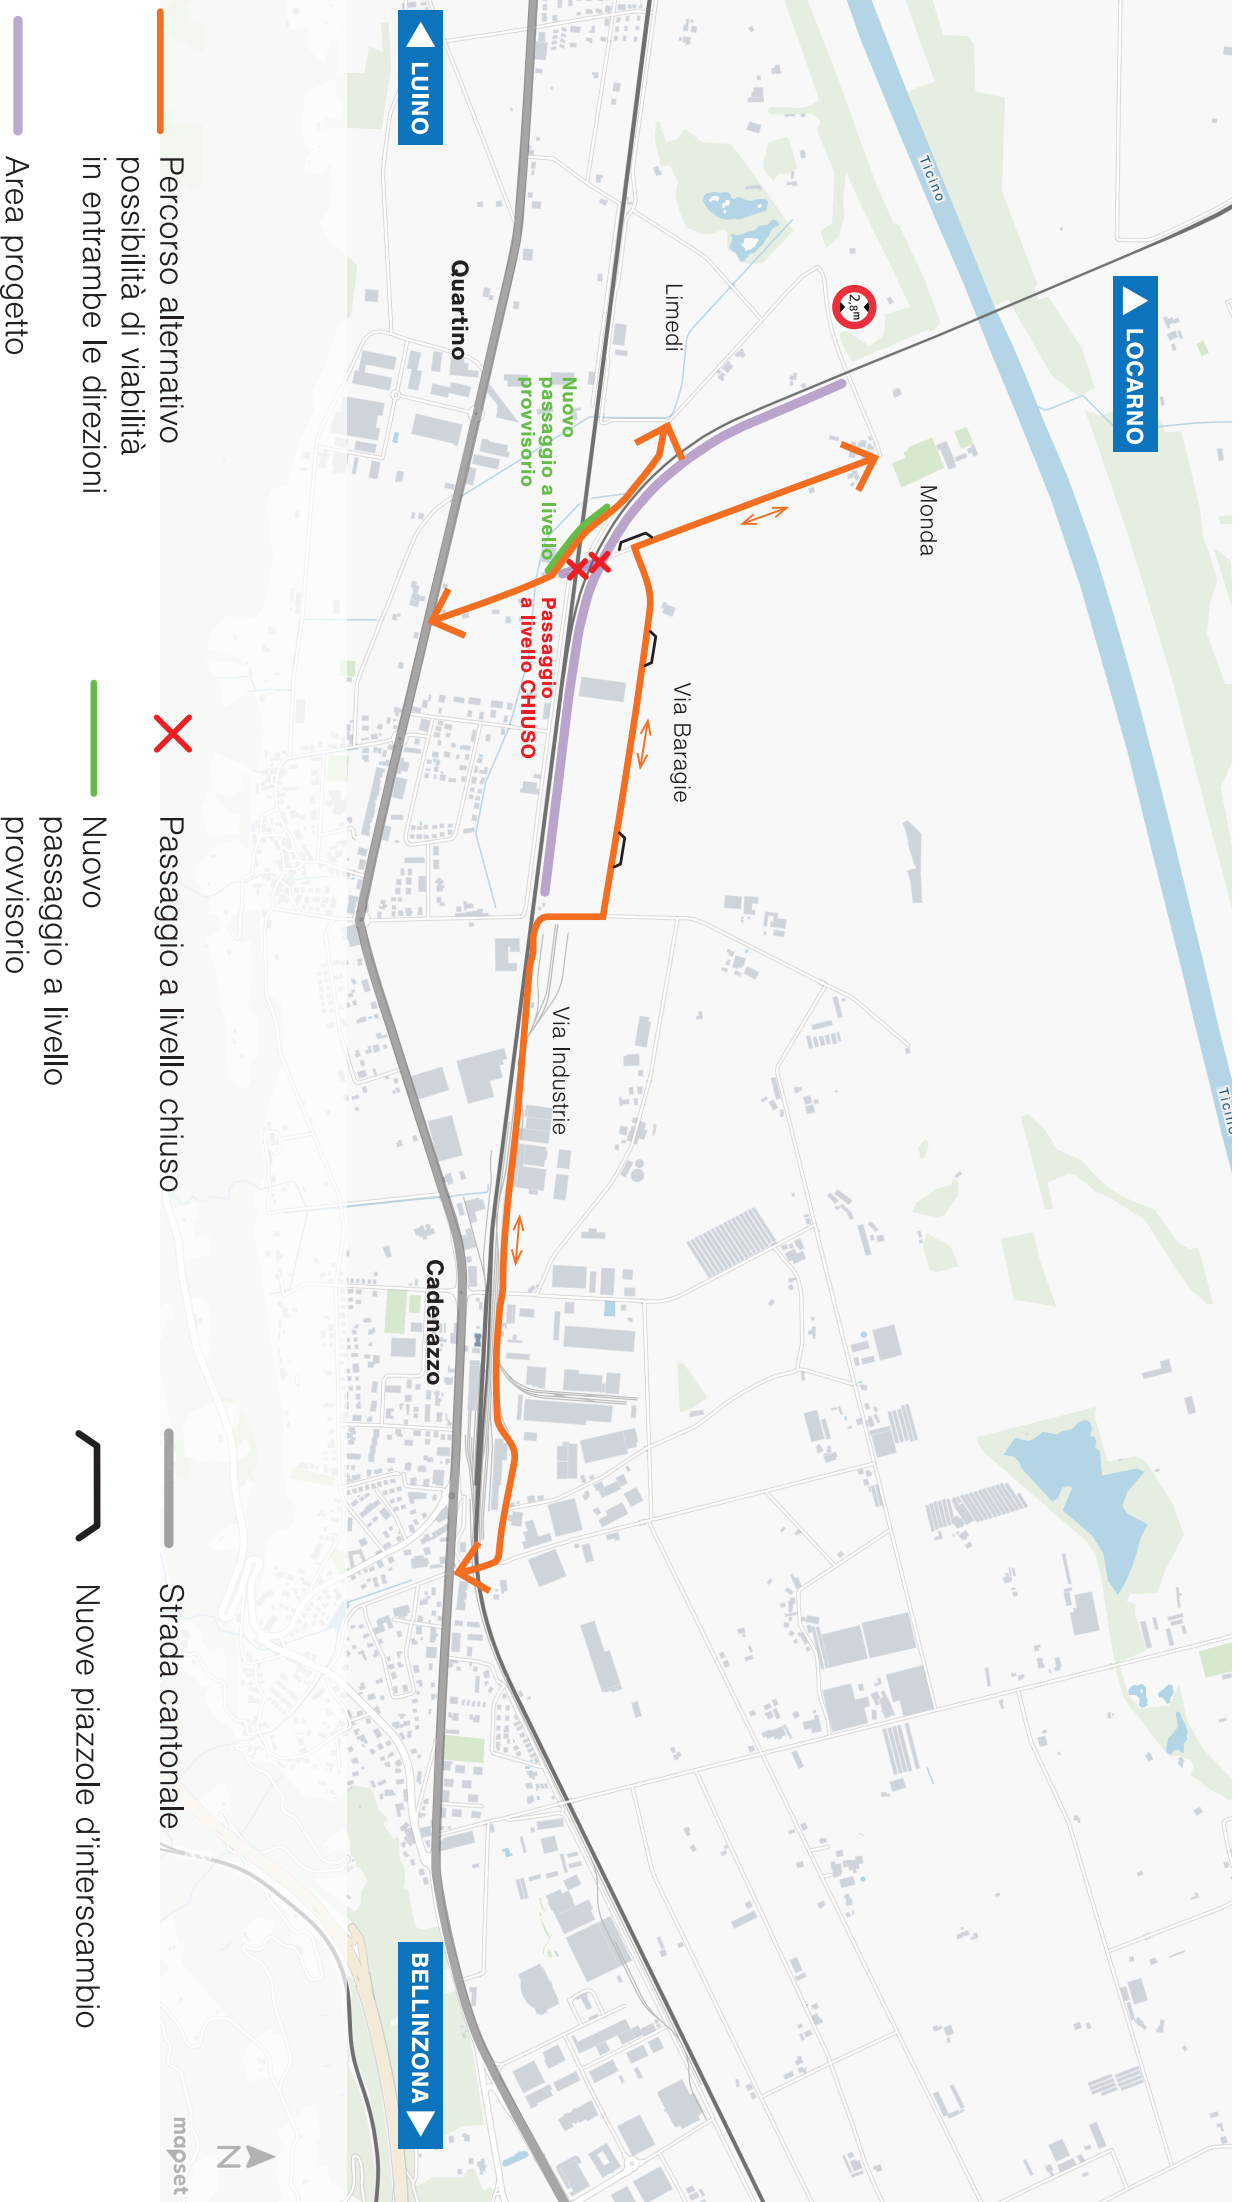 LOCARNO
Ticino
Ticino
2,8m
Monda
Limedi
Via Baragie
Nuovo
passaggio a livello
provvisorio
Passaggio
a livello CHIUSO
Via Industrie
Quartino
Cadenazzo
LUINO
BELLINZONA
N
mapset
Percorso alternativo
possibilità di viabilità
in entrambe le direzioni
Area progetto
Passaggio a livello chiuso
Nuovo
passaggio a livello
provvisorio
Strada cantonale
Nuove piazzole d'interscambio